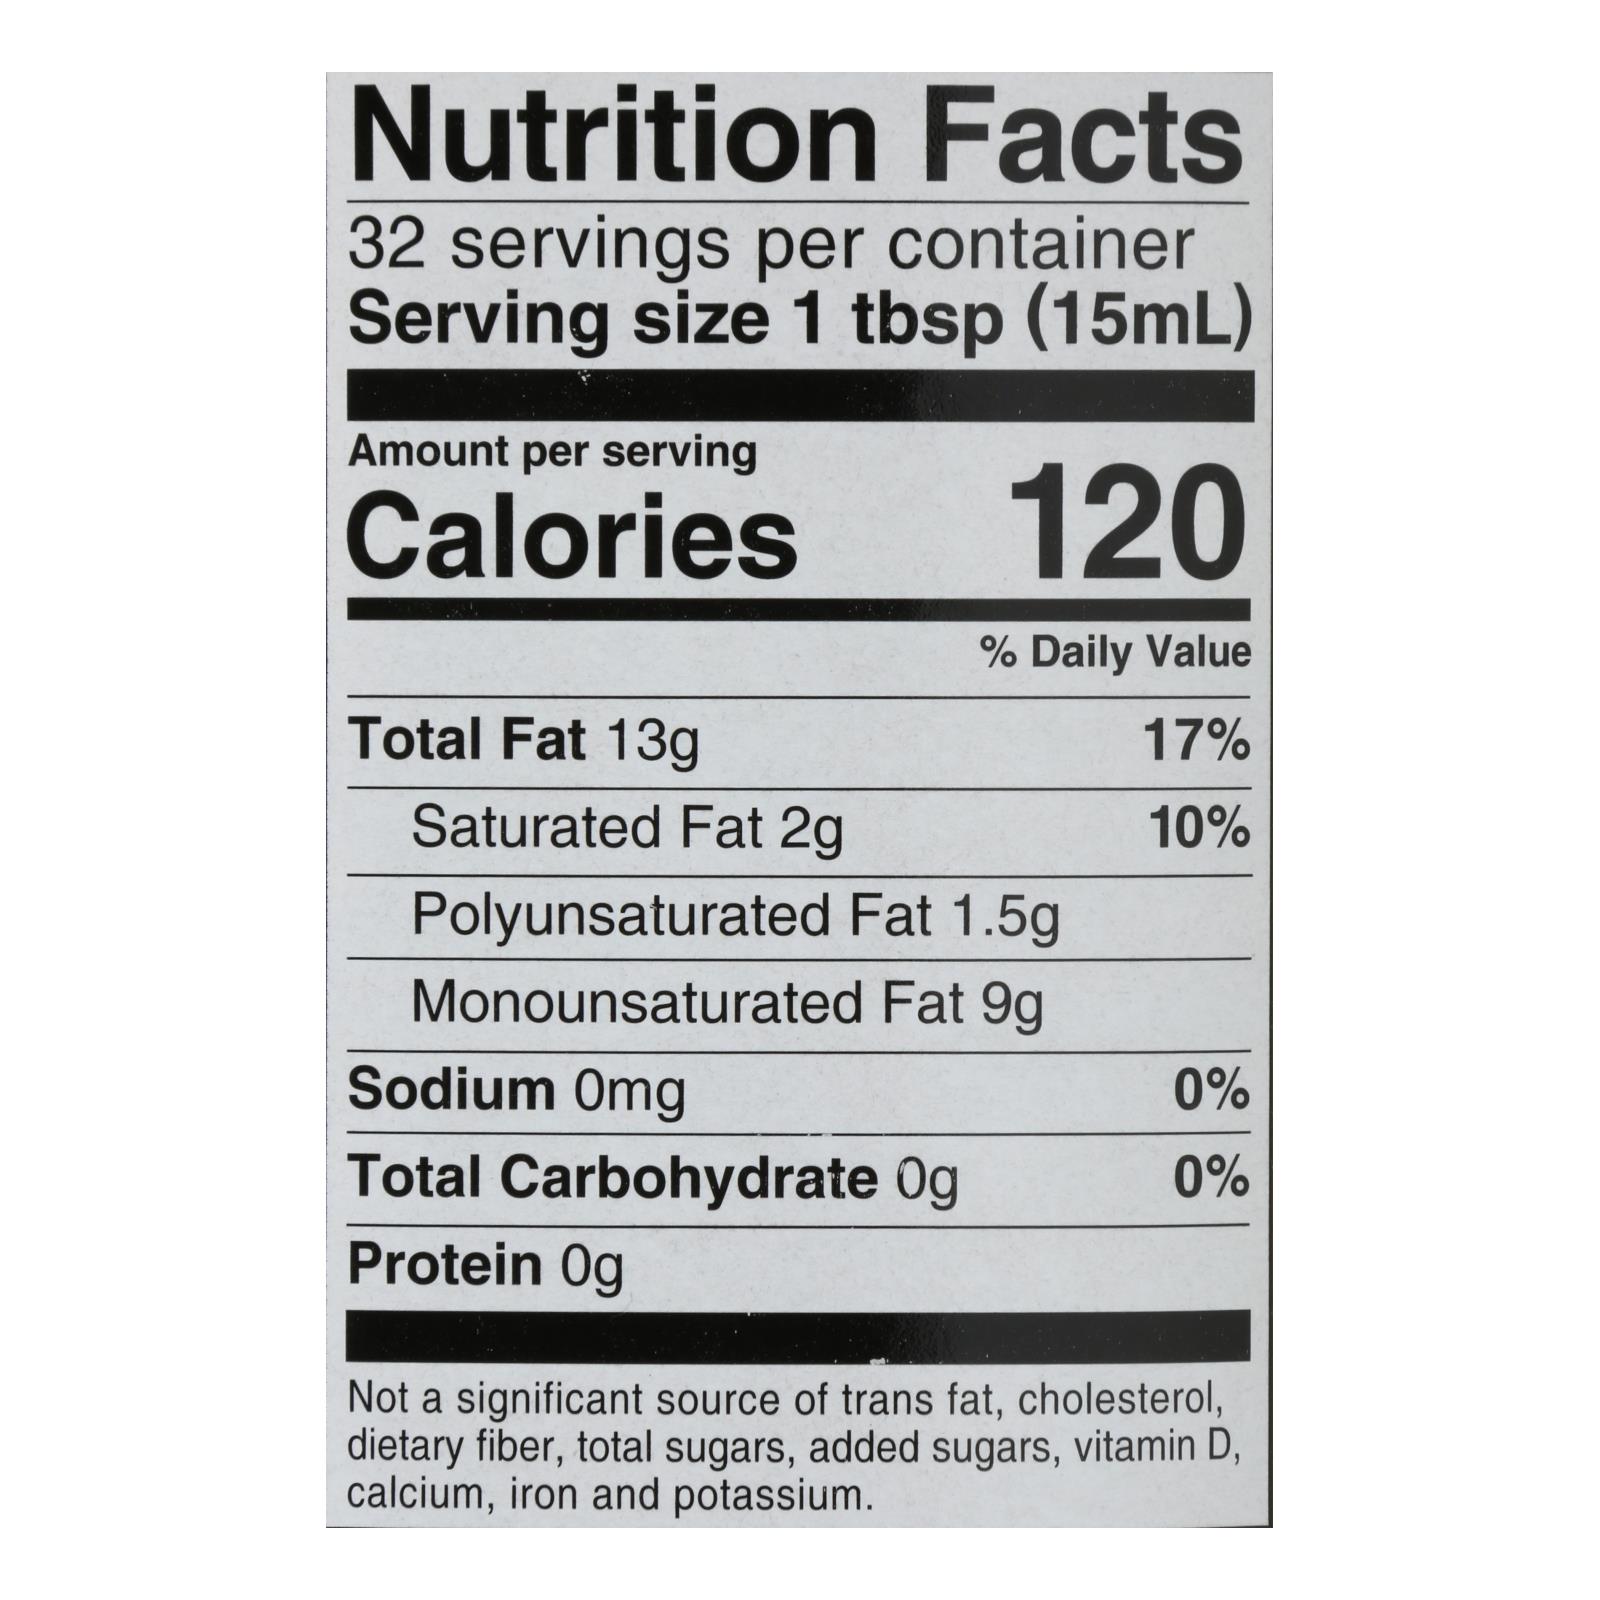 Nutrition Facts
32 servings per container
Serving size 1 tbsp (15mL)
Amount per serving
Calories 120
% Daily Value
Total Fat 13g 17%
Saturated Fat 2g 10%
Polyunsaturated Fat 1.5g
Monounsaturated Fat 9g
Sodium 0mg 0%
Total Carbohydrate 0g 0%
Protein 0g
Not a significant source of trans fat, cholesterol,
dietary fiber, total sugars, added sugars, vitamin D,
calcium, iron and potassium.